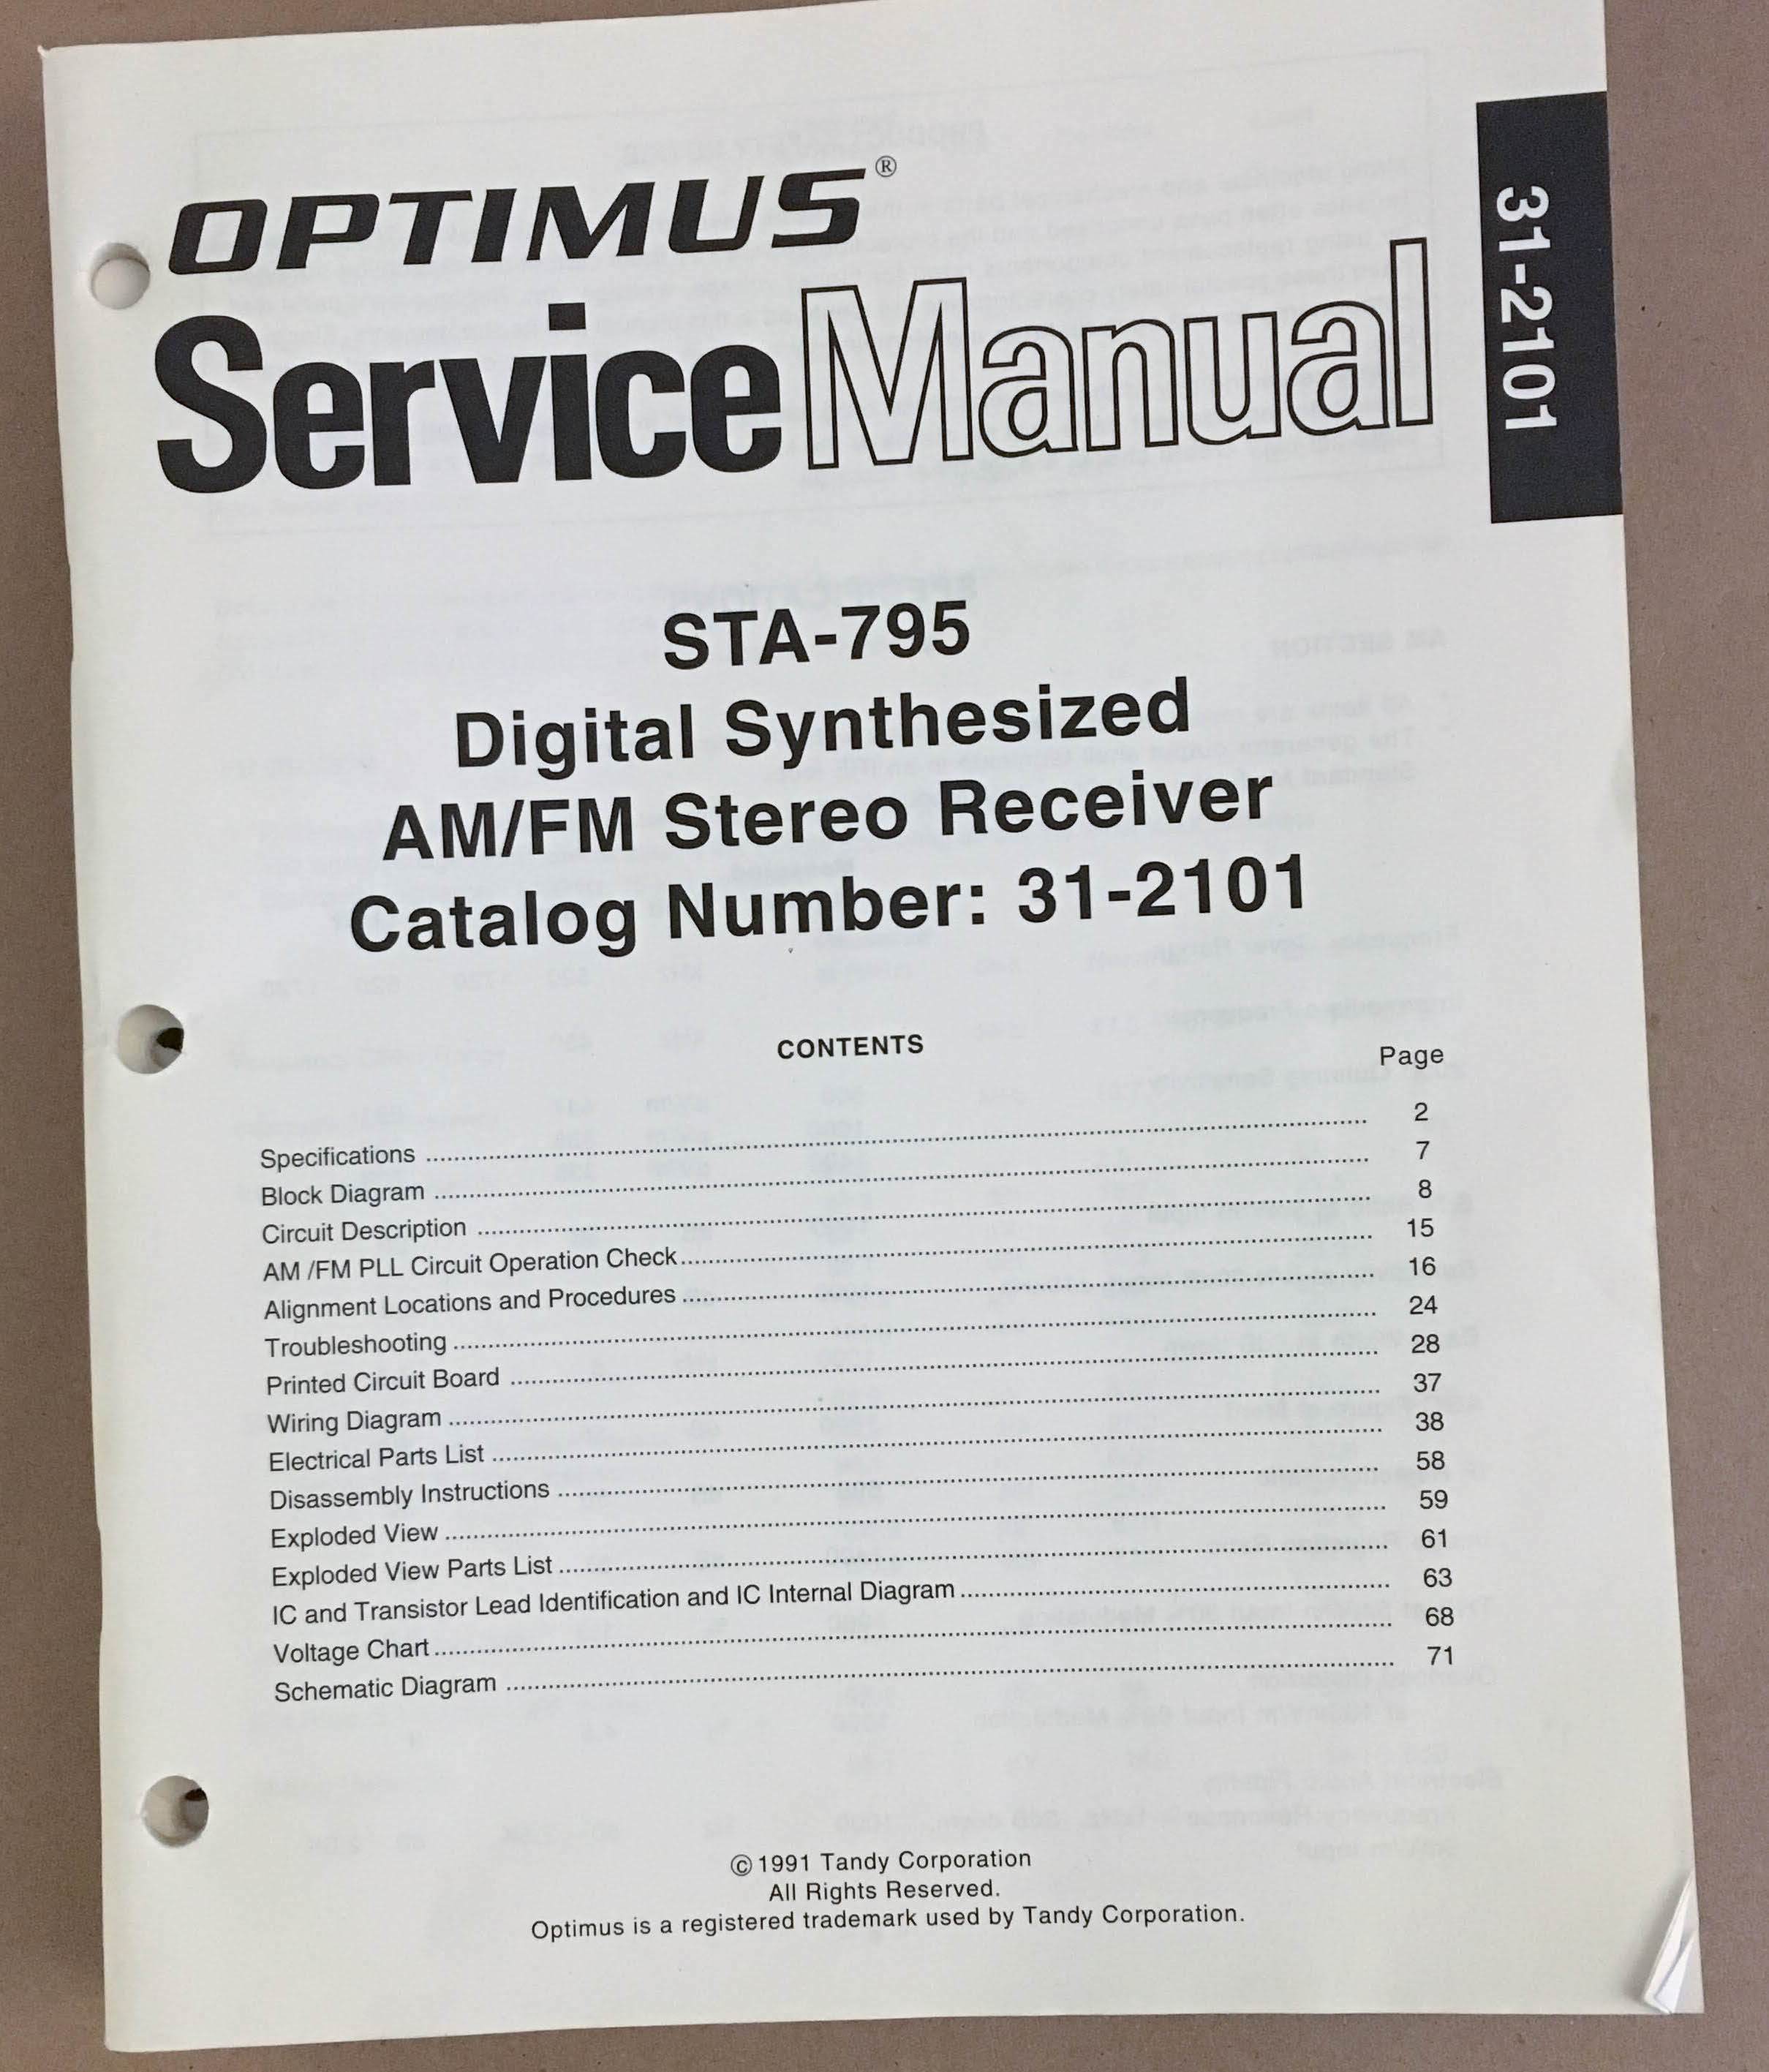 OPTIMUS®
Service Manual
31-2101
STA-795
Digital Synthesized
AM/FM Stereo Receiver
Catalog Number: 31-2101
CONTENTS
Page
Specifications ........ 2
Block Diagram ........ 7
Circuit Description ........ 8
AM /FM PLL Circuit Operation Check ........ 15
Alignment Locations and Procedures ........ 16
Troubleshooting ........ 24
Printed Circuit Board ........ 28
Wiring Diagram ........ 37
Electrical Parts List ........ 38
Disassembly Instructions ........ 58
Exploded View ........ 59
Exploded View Parts List ........ 61
IC and Transistor Lead Identification and IC Internal Diagram ........ 63
Voltage Chart ........ 68
Schematic Diagram ........ 71
© 1991 Tandy Corporation
All Rights Reserved.
Optimus is a registered trademark used by Tandy Corporation.